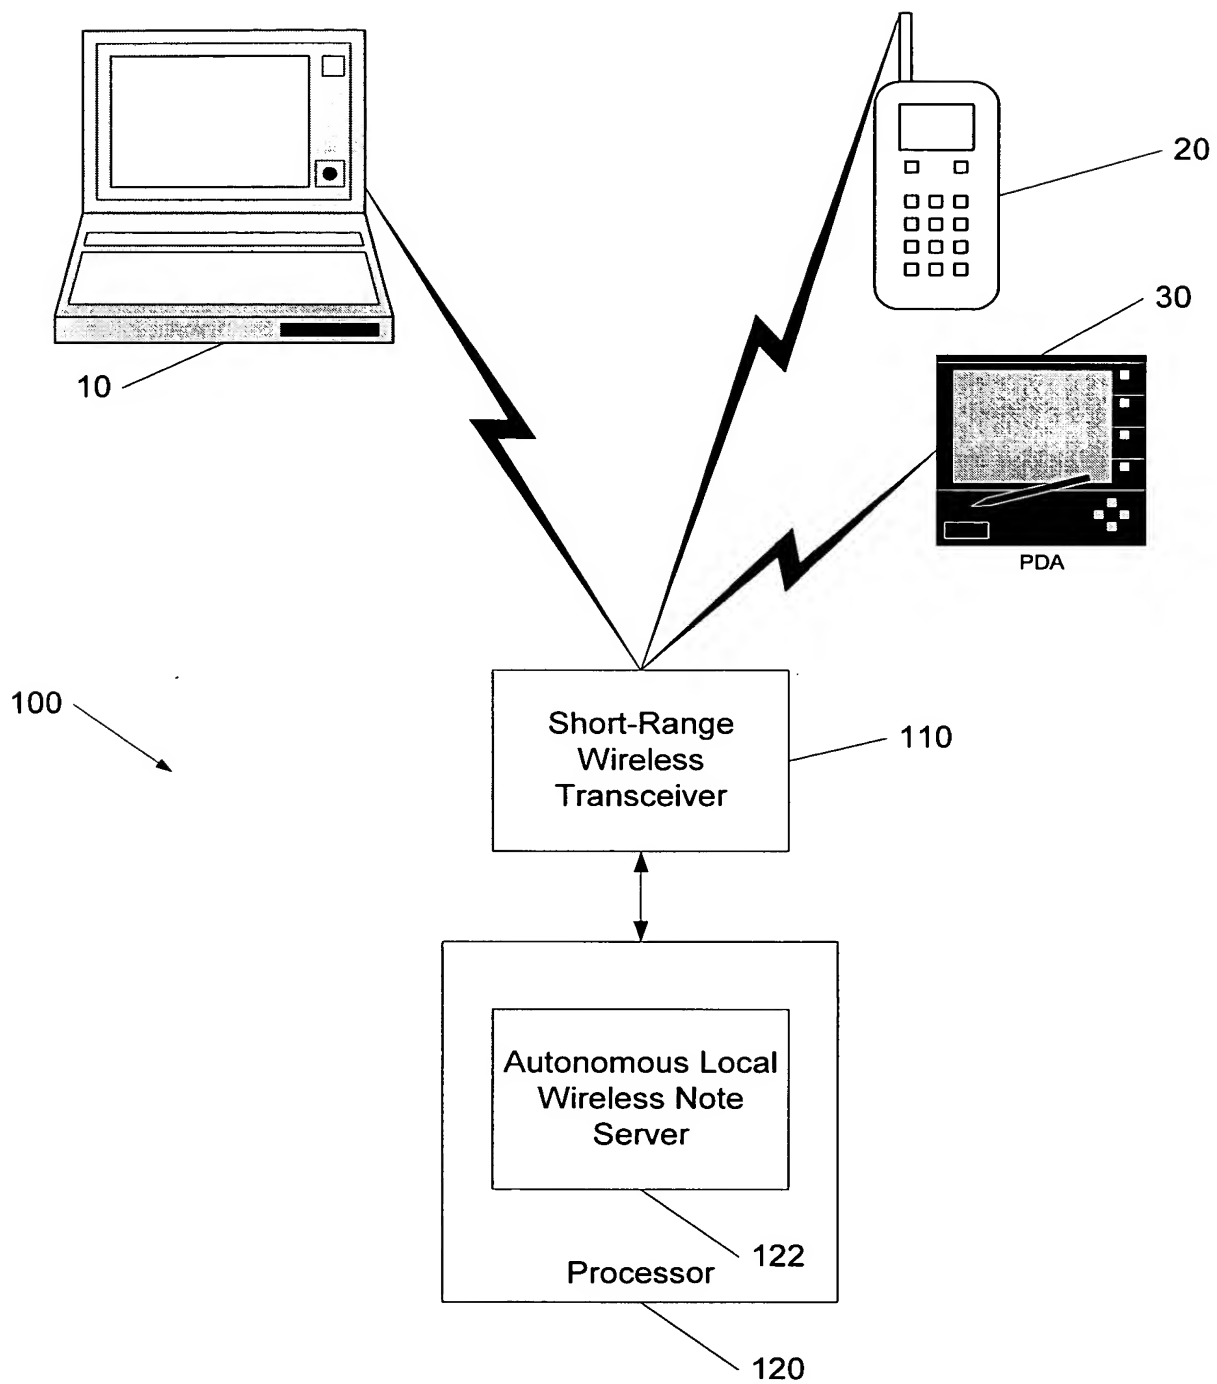 20
30
10
PDA
100
Short-Range
Wireless
Transceiver
110
Autonomous Local
Wireless Note
Server
122
Processor
120